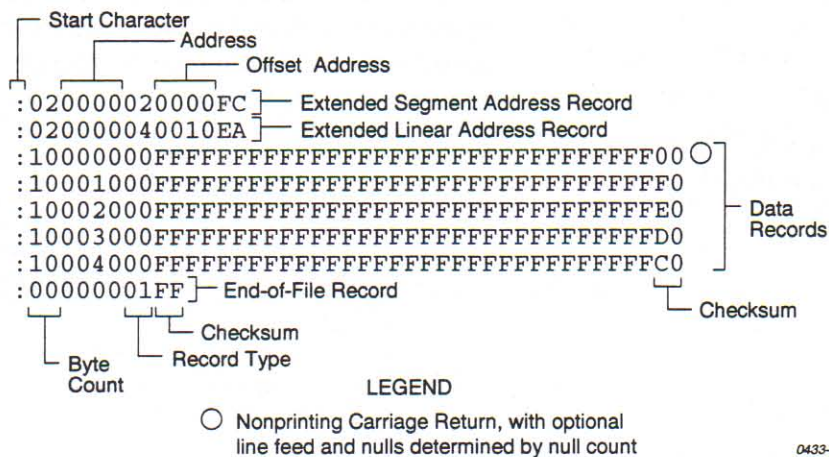 Start Character
Address
Offset Address
:020000020000FC Extended Segment Address Record
:020000040010EA Extended Linear Address Record
:10000000FFFFFFFFFFFFFFFFFFFFFFFFFFFFFFFF00
:10001000FFFFFFFFFFFFFFFFFFFFFFFFFFFFFFFFF0
:10002000FFFFFFFFFFFFFFFFFFFFFFFFFFFFFFFFE0
:10003000FFFFFFFFFFFFFFFFFFFFFFFFFFFFFFFFD0
:10004000FFFFFFFFFFFFFFFFFFFFFFFFFFFFFFFFC0
Data
Records
:00000001FF End-of-File Record
Checksum
Checksum
Record Type
Byte
Count
LEGEND
Nonprinting Carriage Return, with optional
line feed and nulls determined by null count
0433-